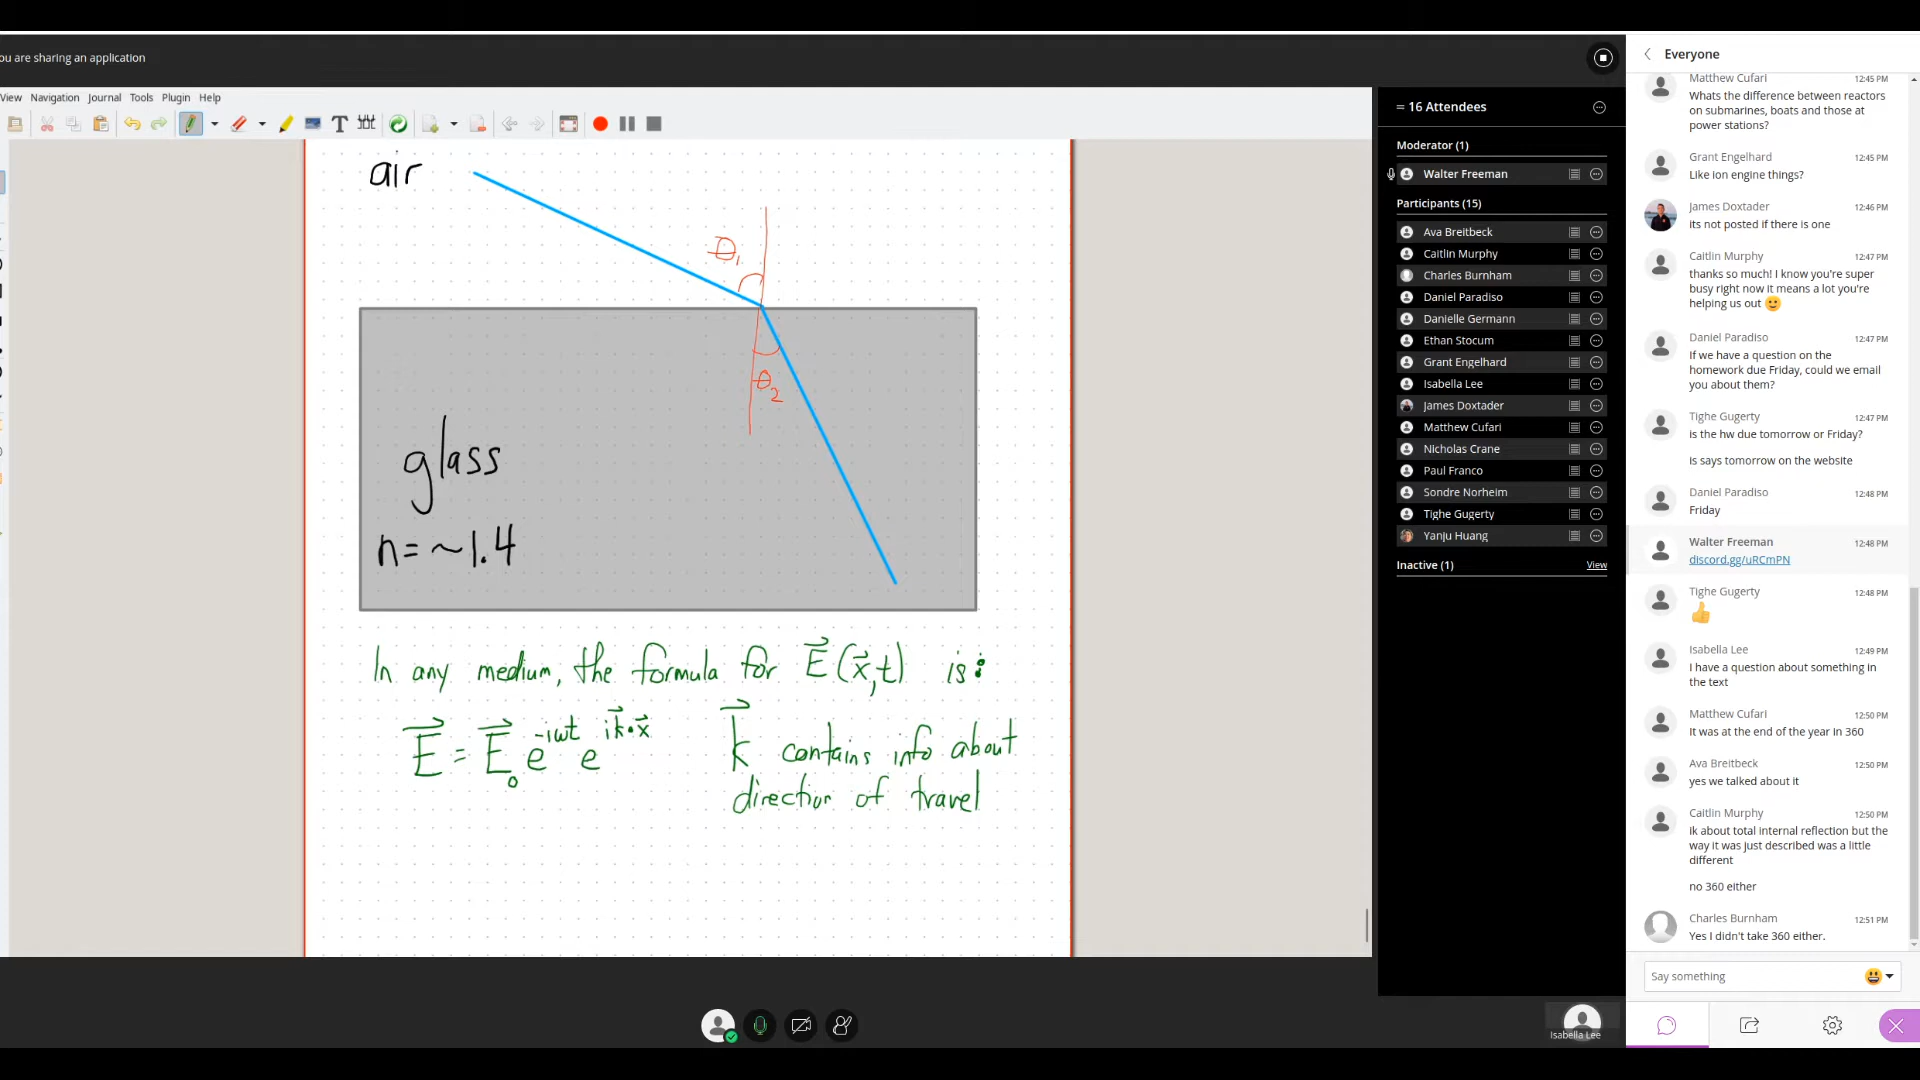 ou are sharing an application
View Navigation Journal Tools Plugin Help
air
θ₁
θ₂
glass
n = ~1.4
In any medium, the formula for E⃗(x⃗,t) is:
E⃗ = E⃗₀ e^-iωt e^ik⃗·x⃗
k⃗ contains info about
direction of travel
16 Attendees
Moderator (1)
Walter Freeman
Participants (15)
Ava Breitbeck
Caitlin Murphy
Charles Burnham
Daniel Paradiso
Danielle Germann
Ethan Stocum
Grant Engelhard
Isabella Lee
James Doxtader
Matthew Cufari
Nicholas Crane
Paul Franco
Sondre Norheim
Tighe Gugerty
Yanju Huang
Inactive (1) View
Isabella Lee
Everyone
Matthew Cufari 12:45 PM
Whats the difference between reactors
on submarines, boats and those at
power stations?
Grant Engelhard 12:45 PM
Like ion engine things?
James Doxtader 12:46 PM
its not posted if there is one
Caitlin Murphy 12:47 PM
thanks so much! I know you're super
busy right now it means a lot you're
helping us out 🙂
Daniel Paradiso 12:47 PM
If we have a question on the
homework due Friday, could we email
you about them?
Tighe Gugerty 12:47 PM
is the hw due tomorrow or Friday?
is says tomorrow on the website
Daniel Paradiso 12:48 PM
Friday
Walter Freeman 12:48 PM
discord.gg/uRCmPN
Tighe Gugerty 12:48 PM
👍
Isabella Lee 12:49 PM
I have a question about something in
the text
Matthew Cufari 12:50 PM
It was at the end of the year in 360
Ava Breitbeck 12:50 PM
yes we talked about it
Caitlin Murphy 12:50 PM
Ik about total internal reflection but the
way it was just described was a little
different
no 360 either
Charles Burnham 12:51 PM
Yes I didn't take 360 either.
Say something